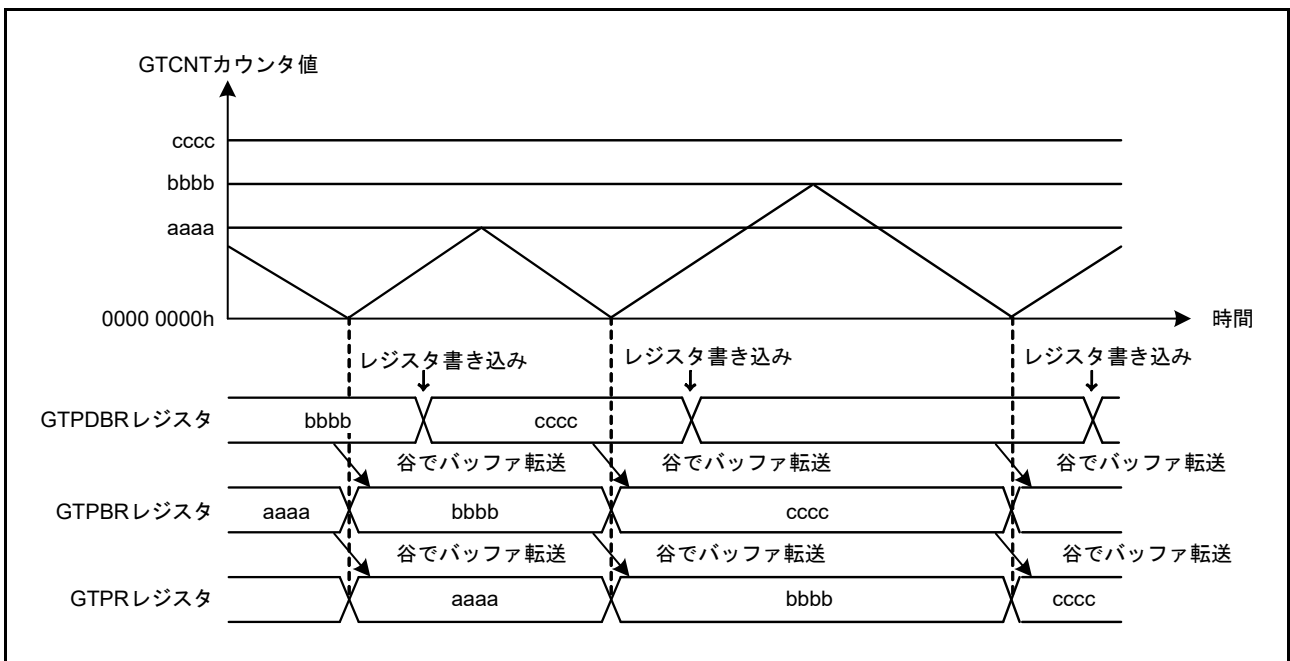 GTCNTカウンタ値
cccc
bbbb
aaaa
0000 0000h
時間
レジスタ書き込み レジスタ書き込み レジスタ書き込み
GTPDBRレジスタ bbbb cccc
谷でバッファ転送 谷でバッファ転送 谷でバッファ転送
GTPBRレジスタ aaaa bbbb cccc
谷でバッファ転送 谷でバッファ転送 谷でバッファ転送
GTPRレジスタ aaaa bbbb cccc